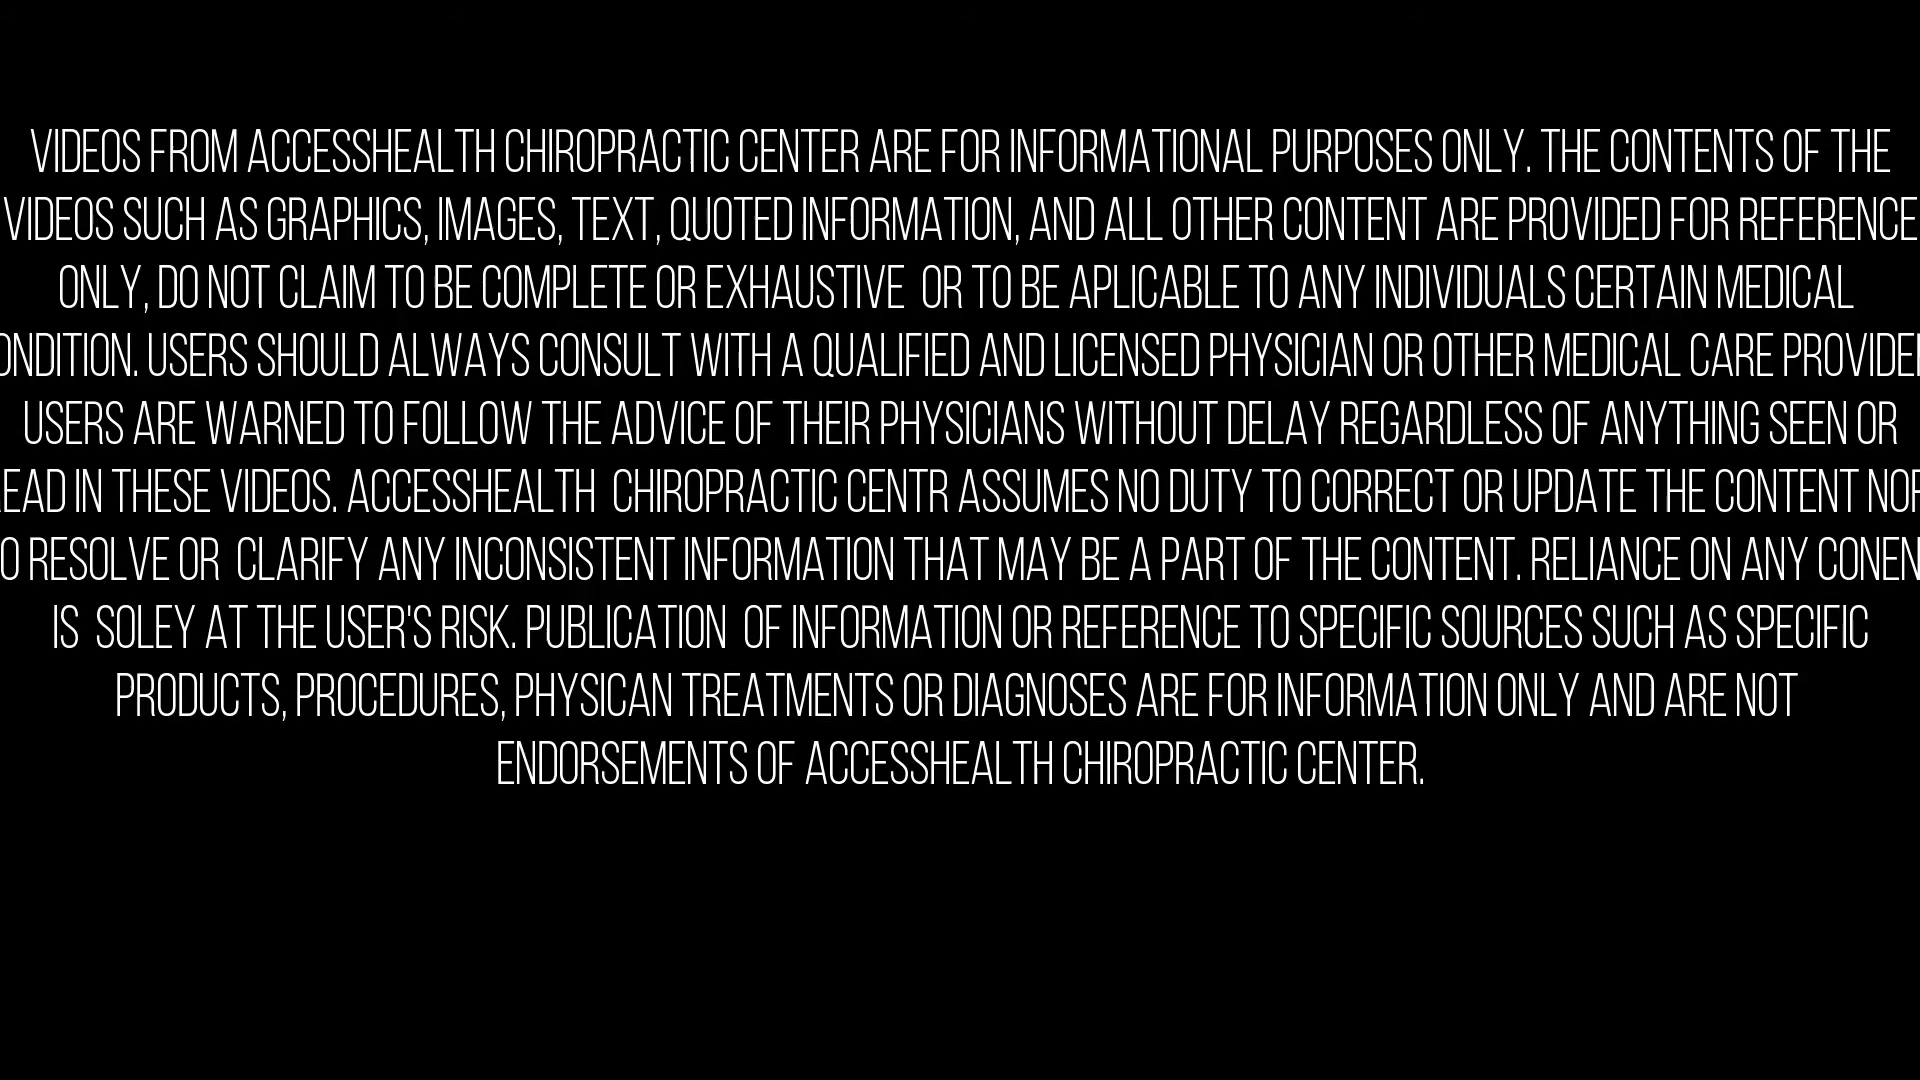 VIDEOS FROM ACCESSHEALTH CHIROPRACTIC CENTER ARE FOR INFORMATIONAL PURPOSES ONLY. THE CONTENTS OF THE
VIDEOS SUCH AS GRAPHICS, IMAGES, TEXT, QUOTED INFORMATION, AND ALL OTHER CONTENT ARE PROVIDED FOR REFERENCE
ONLY, DO NOT CLAIM TO BE COMPLETE OR EXHAUSTIVE OR TO BE APLICABLE TO ANY INDIVIDUALS CERTAIN MEDICAL
ONDITION. USERS SHOULD ALWAYS CONSULT WITH A QUALIFIED AND LICENSED PHYSICIAN OR OTHER MEDICAL CARE PROVIDE
USERS ARE WARNED TO FOLLOW THE ADVICE OF THEIR PHYSICIANS WITHOUT DELAY REGARDLESS OF ANYTHING SEEN OR
EAD IN THESE VIDEOS. ACCESSHEALTH CHIROPRACTIC CENTR ASSUMES NO DUTY TO CORRECT OR UPDATE THE CONTENT NOR
O RESOLVE OR CLARIFY ANY INCONSISTENT INFORMATION THAT MAY BE A PART OF THE CONTENT. RELIANCE ON ANY CONEN
IS SOLEY AT THE USER'S RISK. PUBLICATION OF INFORMATION OR REFERENCE TO SPECIFIC SOURCES SUCH AS SPECIFIC
PRODUCTS, PROCEDURES, PHYSICAN TREATMENTS OR DIAGNOSES ARE FOR INFORMATION ONLY AND ARE NOT
ENDORSEMENTS OF ACCESSHEALTH CHIROPRACTIC CENTER.